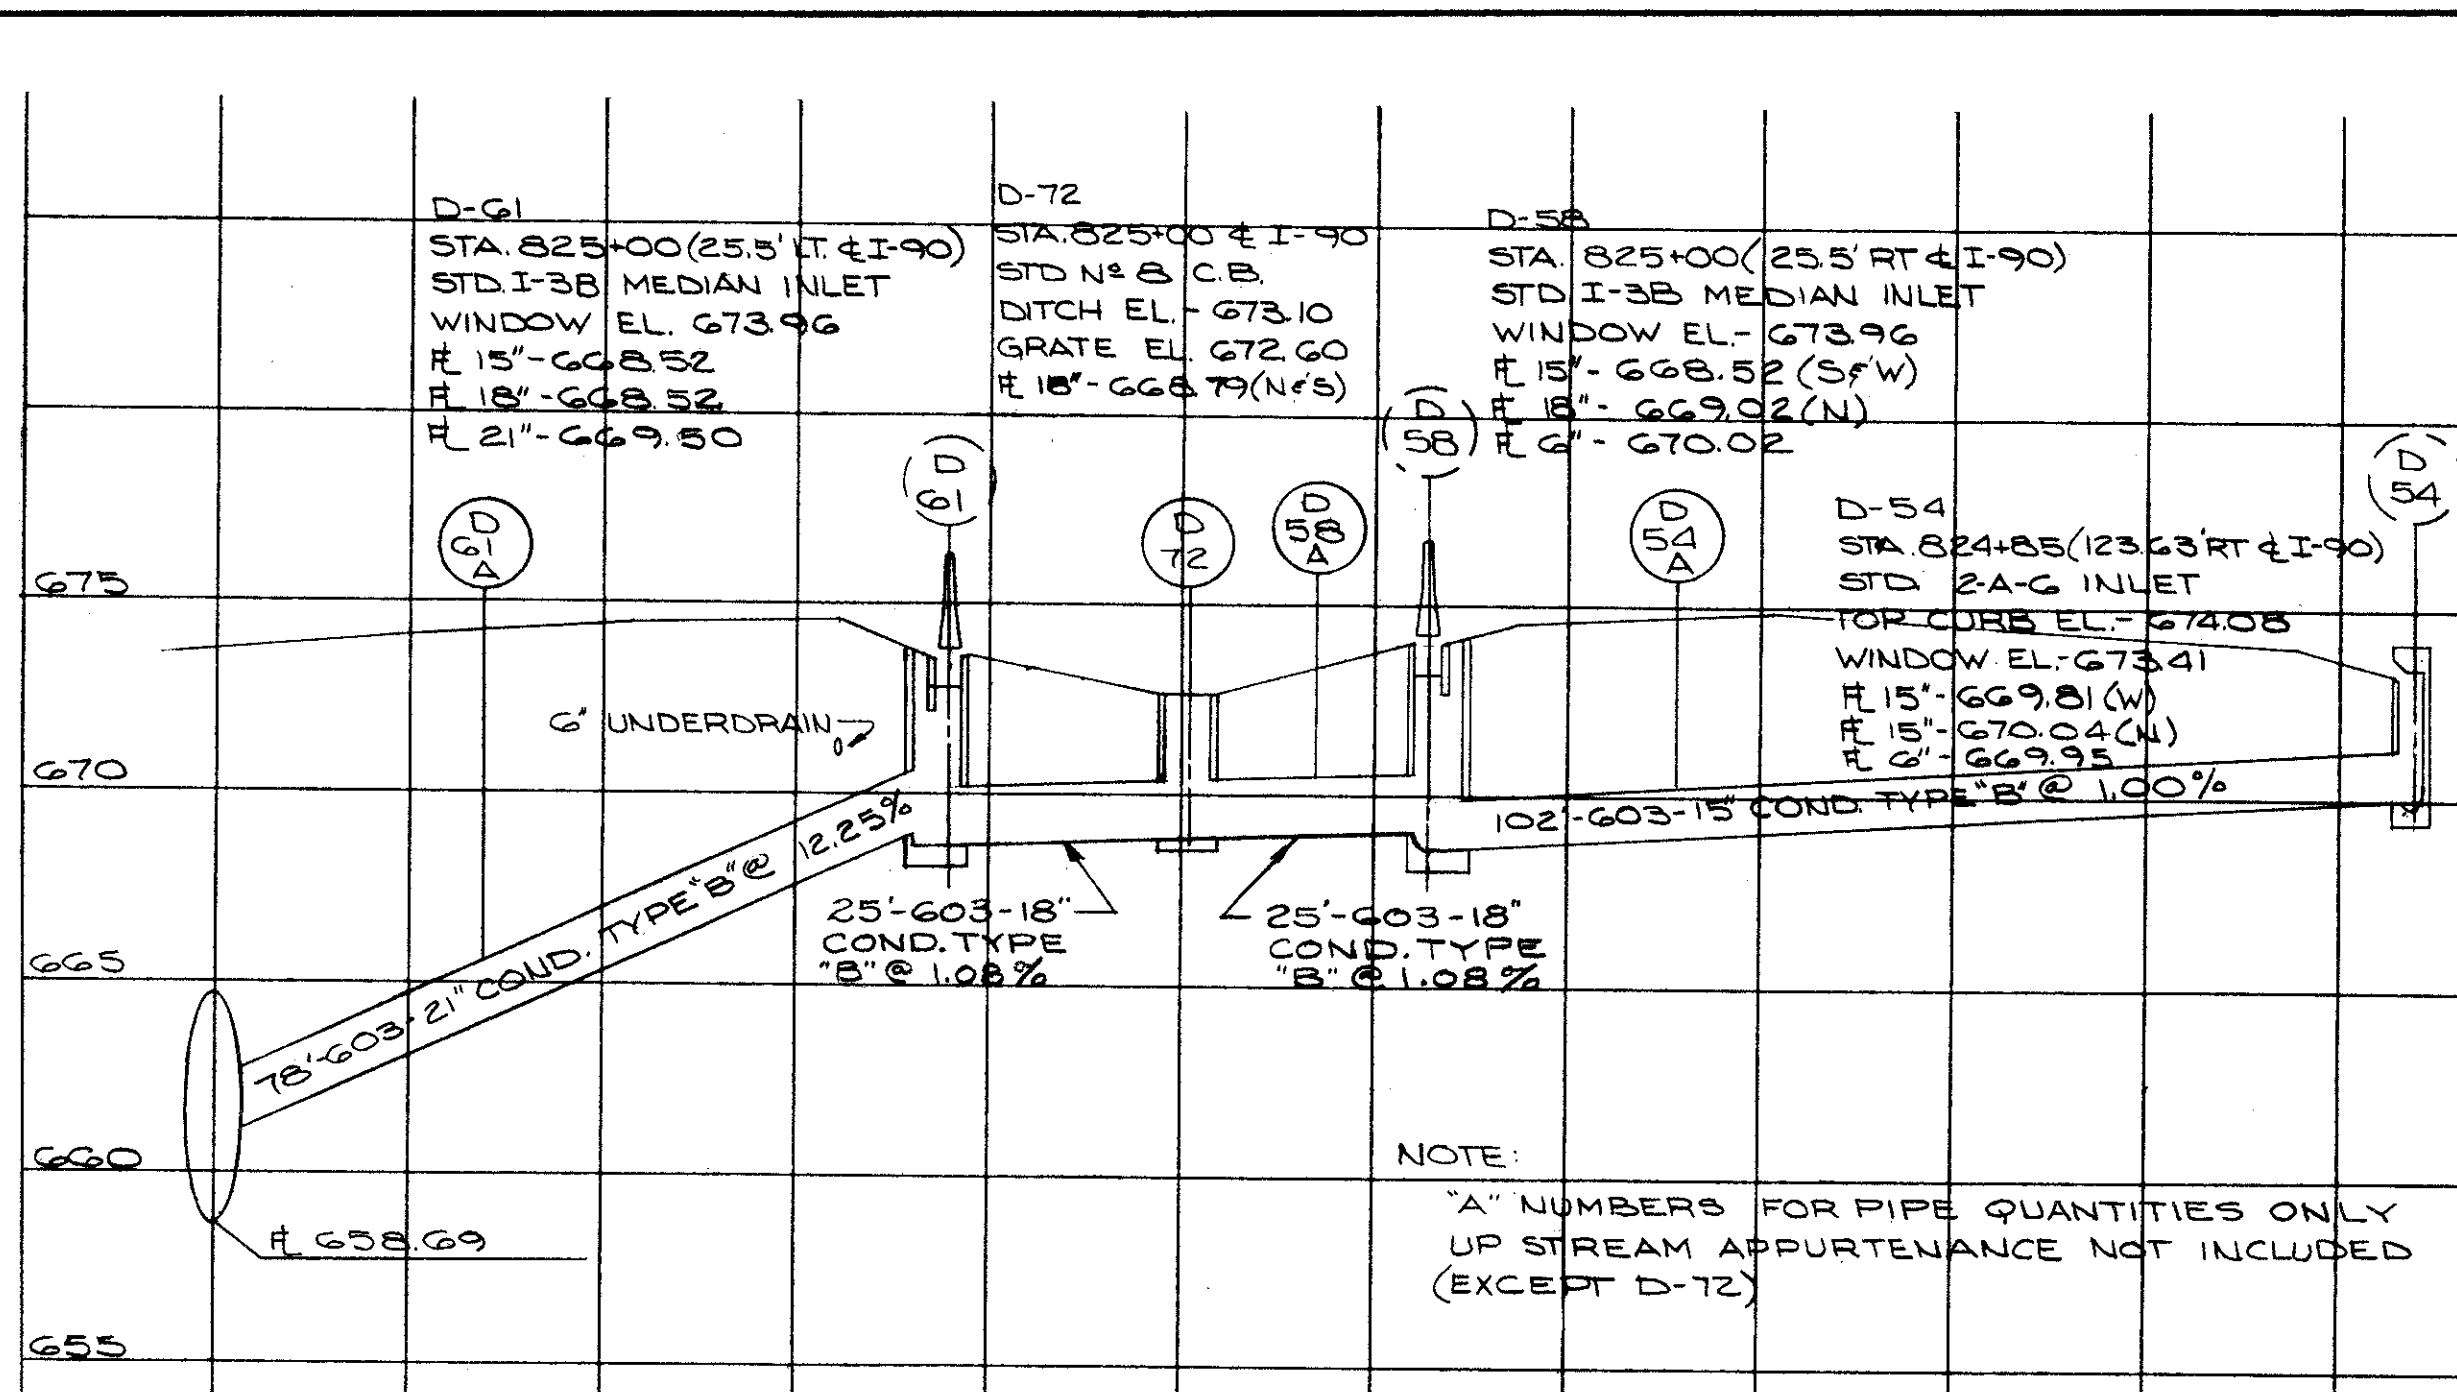 D-61
STA. 825+00 (25.5' LT. ℄ I-90)
STD. I-3B MEDIAN INLET
WINDOW EL. 673.96
FL 15"-668.52
FL 18"-668.52
FL 21"-669.50
D-72
STA. 825+00 ℄ I-90
STD Nº 8 C.B.
DITCH EL.- 673.10
GRATE EL. 672.60
FL 18"-668.79 (N&S)
D-58
STA. 825+00 (25.5' RT ℄ I-90)
STD I-3B MEDIAN INLET
WINDOW EL.- 673.96
FL 15"- 668.52 (S&W)
FL 18"- 669.02 (N)
FL 6"- 670.02
D
61
A
D
61
D
72
D
58
A
D
58
D
54
A
D
54
D-54
STA. 824+85 (123.63' RT ℄ I-90)
STD 2-A-6 INLET
TOP CURB EL.- 674.08
WINDOW EL.- 673.41
FL 15"-669.81 (W)
FL 15"-670.04 (N)
FL 6"-669.95
675
6" UNDERDRAIN
670
102'-603-15" COND. TYPE "B" @ 1.00%
78'-603-21" COND. TYPE "B" @ 12.25%
25'-603-18"
COND. TYPE
"B" @ 1.08%
25'-603-18"
COND. TYPE
"B" @ 1.08%
665
660
FL 658.69
NOTE:
"A" NUMBERS FOR PIPE QUANTITIES ONLY
UP STREAM APPURTENANCE NOT INCLUDED
(EXCEPT D-72)
655